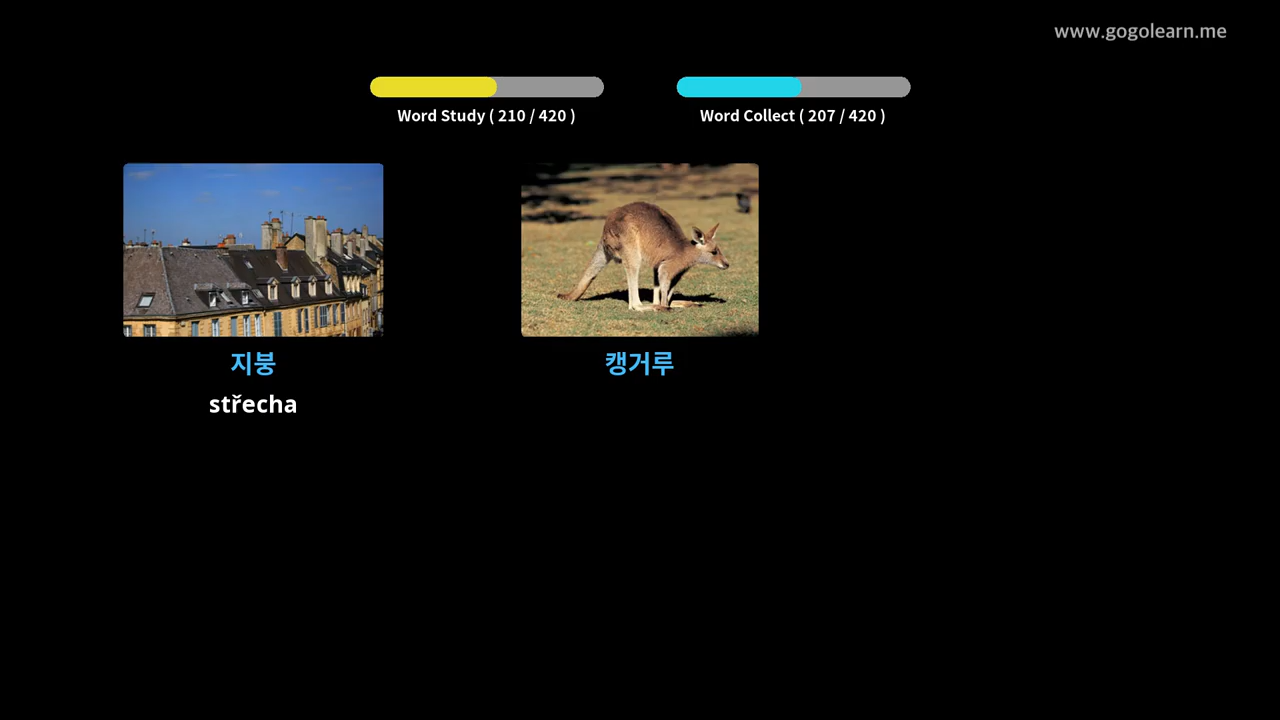 www.gogolearn.me
Word Study ( 210 / 420 )
Word Collect ( 207 / 420 )
지붕
střecha
캥거루